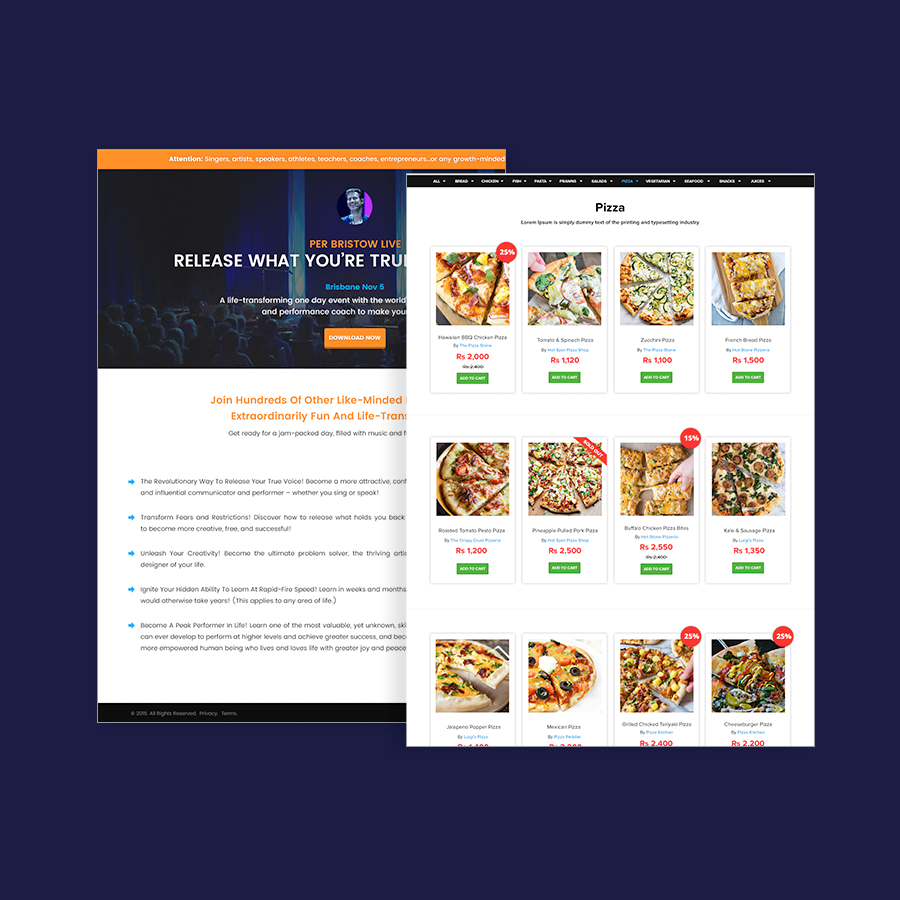 Attention: Singers, artists, speakers, athletes, teachers, coaches, entrepreneurs...or any growth-minded
PER BRISTOW LIVE
RELEASE WHAT YOU'RE TRU
Brisbane Nov 5
A life-transforming one day event with the world
and performance coach to make your
DOWNLOAD NOW
Join Hundreds Of Other Like-Minded
Extraordinarily Fun And Life-Trans
Get ready for a jam-packed day, filled with music and f
The Revolutionary Way To Release Your True Voice! Become a more attractive, conf
and influential communicator and performer – whether you sing or speak!
Transform Fears and Restrictions! Discover how to release what holds you back
to become more creative, free, and successful!
Unleash Your Creativity! Become the ultimate problem solver, the thriving artis
designer of your life.
Ignite Your Hidden Ability To Learn At Rapid-Fire Speed! Learn in weeks and months
would otherwise take years! (This applies to any area of life.)
Become A Peak Performer In Life! Learn one of the most valuable, yet unknown, skil
can ever develop to perform at higher levels and achieve greater success, and beco
more empowered human being who lives and loves life with greater joy and peace
© 2018. All Rights Reserved. Privacy. Terms.
ALL BREAD CHICKEN FISH PASTA PRAWNS SALADS PIZZA VEGETARIAN SEAFOOD SNACKS JUICES
Pizza
Lorem Ipsum is simply dummy text of the printing and typesetting industry.
25%
Hawaiian BBQ Chicken Pizza
By The Pizza Stone
Rs 2,000
Rs 2,400
ADD TO CART
Tomato & Spinach Pizza
By Hot Spot Pizza Shop
Rs 1,120
ADD TO CART
Zucchini Pizza
By The Pizza Stone
Rs 1,100
ADD TO CART
French Bread Pizza
By Hot Stone Pizzeria
Rs 1,500
ADD TO CART
Roasted Tomato Pesto Pizza
By The Crispy Crust Pizzeria
Rs 1,200
ADD TO CART
SOLD OUT
Pineapple Pulled Pork Pizza
By Hot Spot Pizza Shop
Rs 2,500
ADD TO CART
15%
Buffalo Chicken Pizza Bites
By Hot Stone Pizzeria
Rs 2,550
Rs 2,400
ADD TO CART
Kale & Sausage Pizza
By Luigi's Pizza
Rs 1,350
ADD TO CART
Jalapeno Popper Pizza
By Luigi's Pizza
Mexican Pizza
By Pizza Peddler
25%
Grilled Chicked Teriyaki Pizza
By Pizza Kitchen
Rs 2,400
25%
Cheeseburger Pizza
By Pizza Kitchen
Rs 2,200